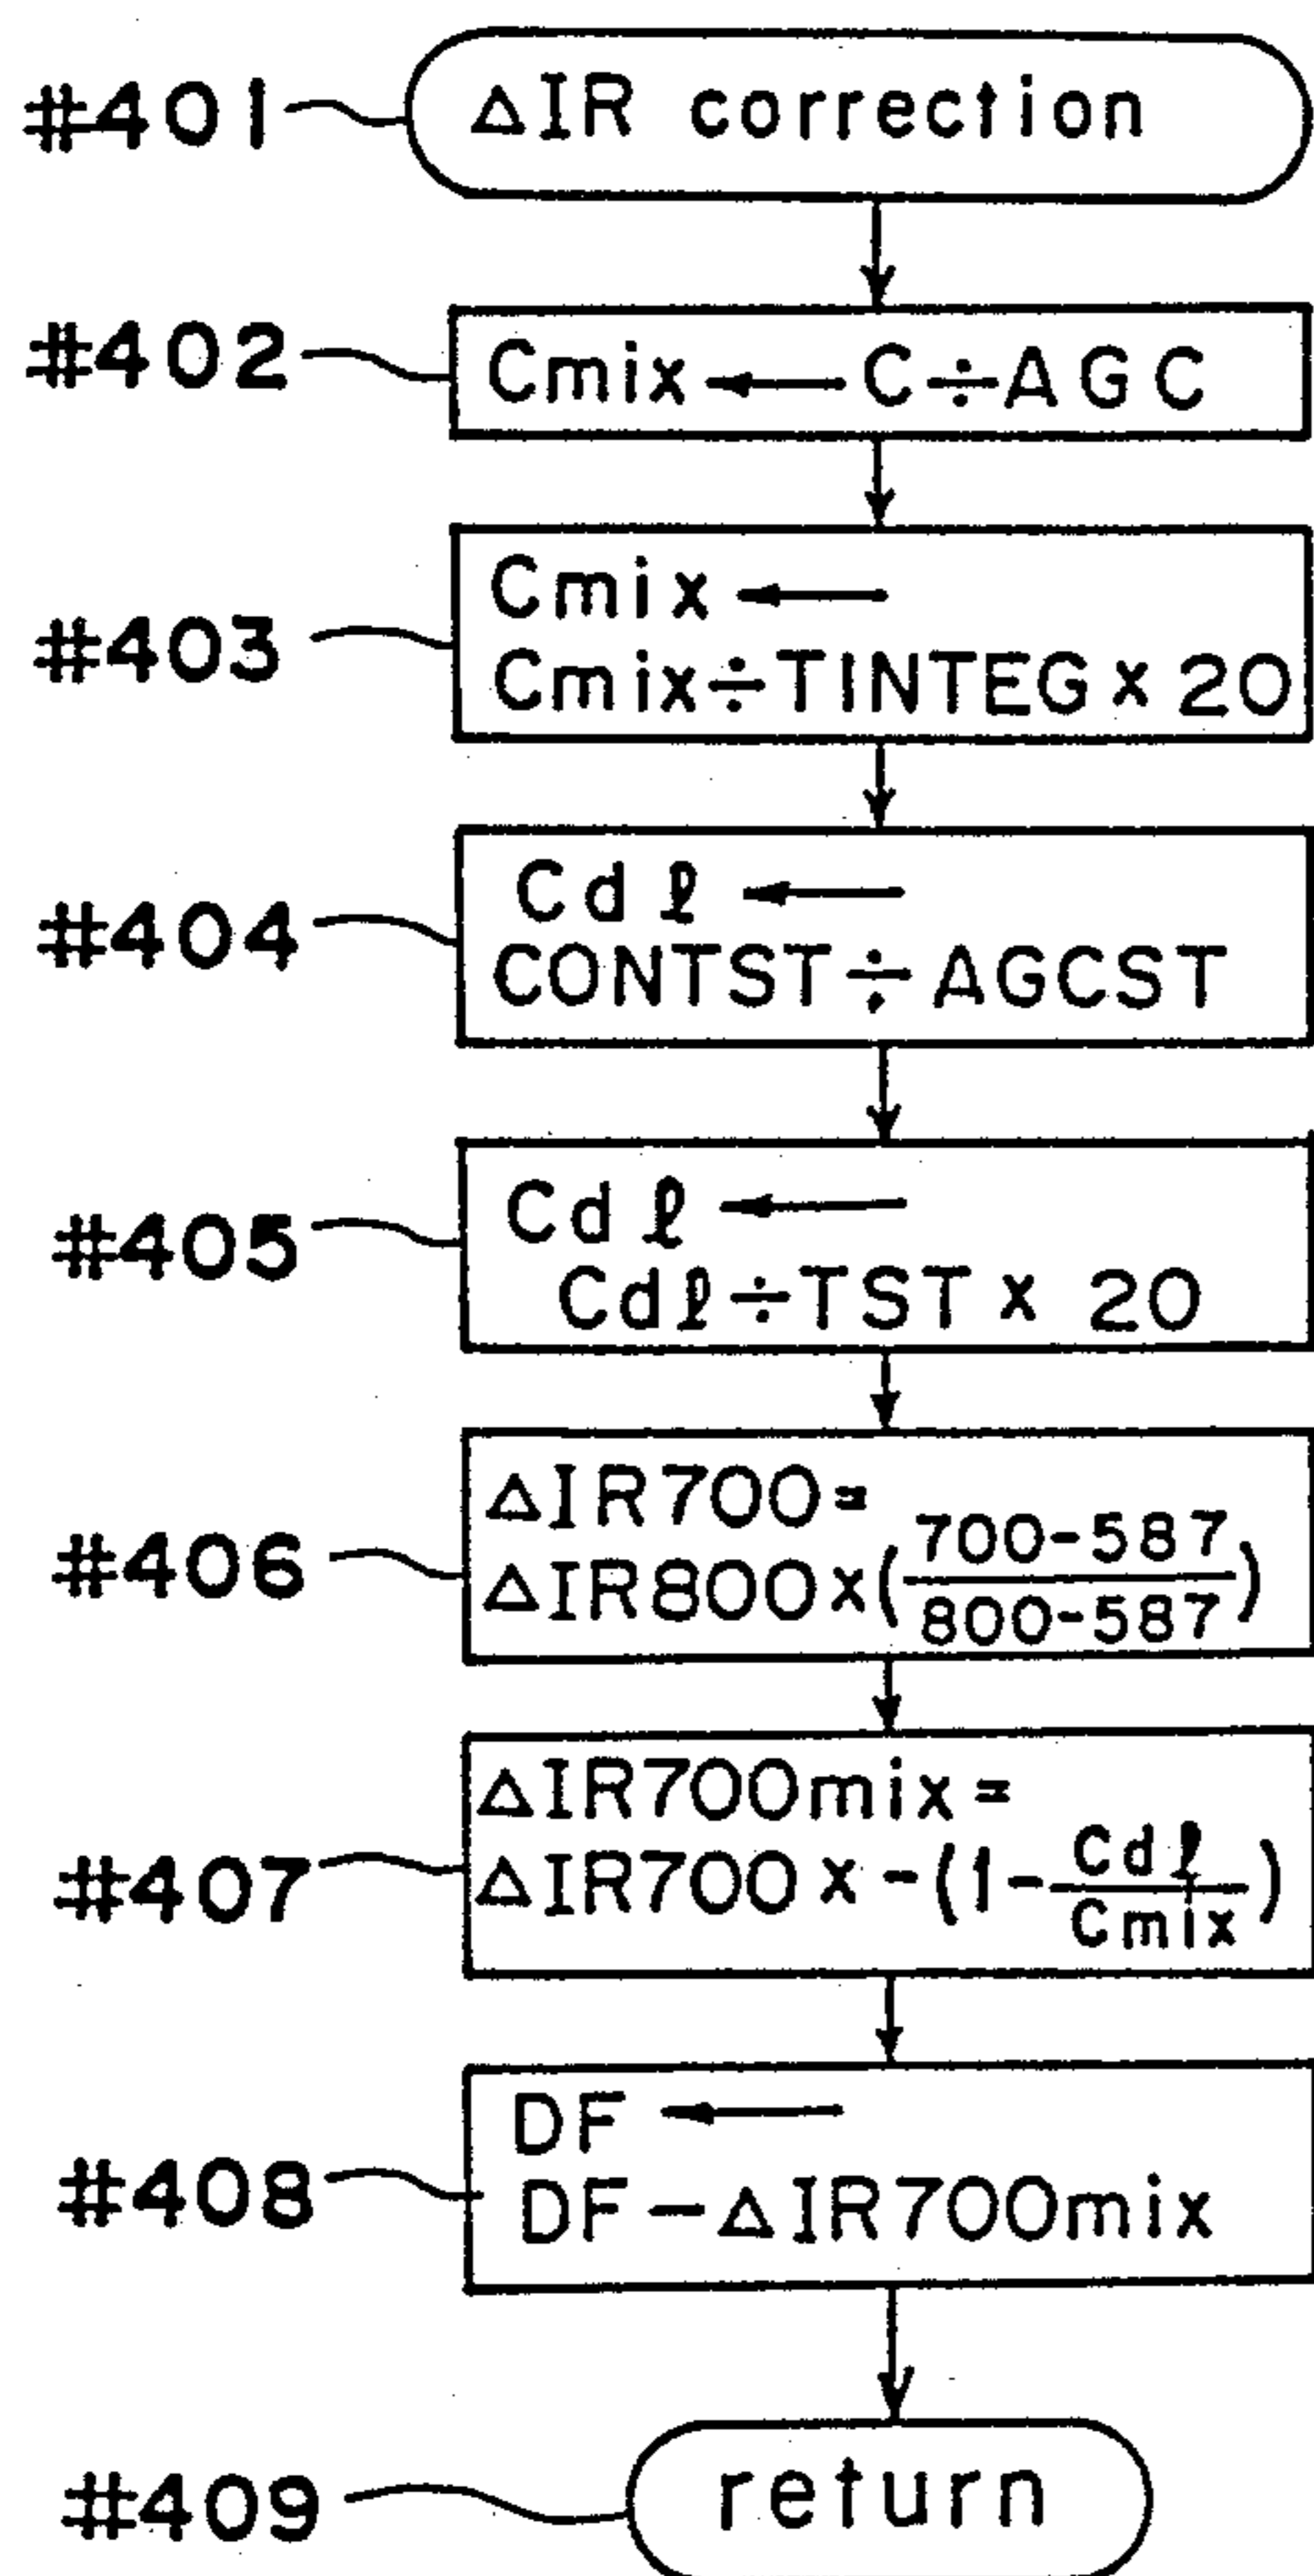 #401 ΔIR correction
#402 Cmix ← C÷AGC
#403 Cmix ←
Cmix÷TINTEG×20
#404 Cdℓ ←
CONTST÷AGCST
#405 Cdℓ ←
Cdℓ÷TST× 20
#406 ΔIR700=
ΔIR800×(700-587/800-587)
#407 ΔIR700mix=
ΔIR700×-(1-Cdℓ/Cmix)
#408 DF ←
DF-ΔIR700mix
#409 return